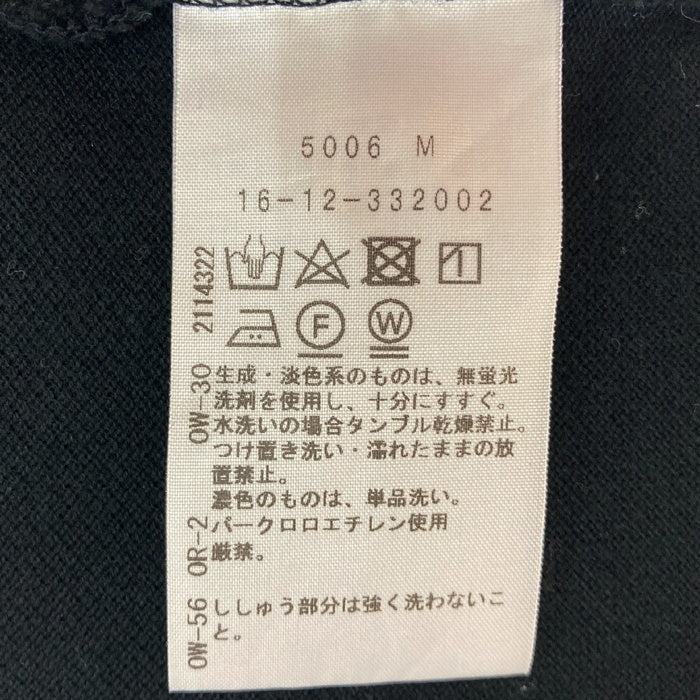 5006 M
16-12-332002
2114322
F W
OW-30
生成・淡色系のものは、無蛍光
洗剤を使用し、十分にすすぐ。
水洗いの場合タンブル乾燥禁止。
つけ置き洗い・濡れたままの放
置禁止。
濃色のものは、単品洗い。
OR-2
パークロロエチレン使用
厳禁。
OW-56
ししゅう部分は強く洗わないこ
と。